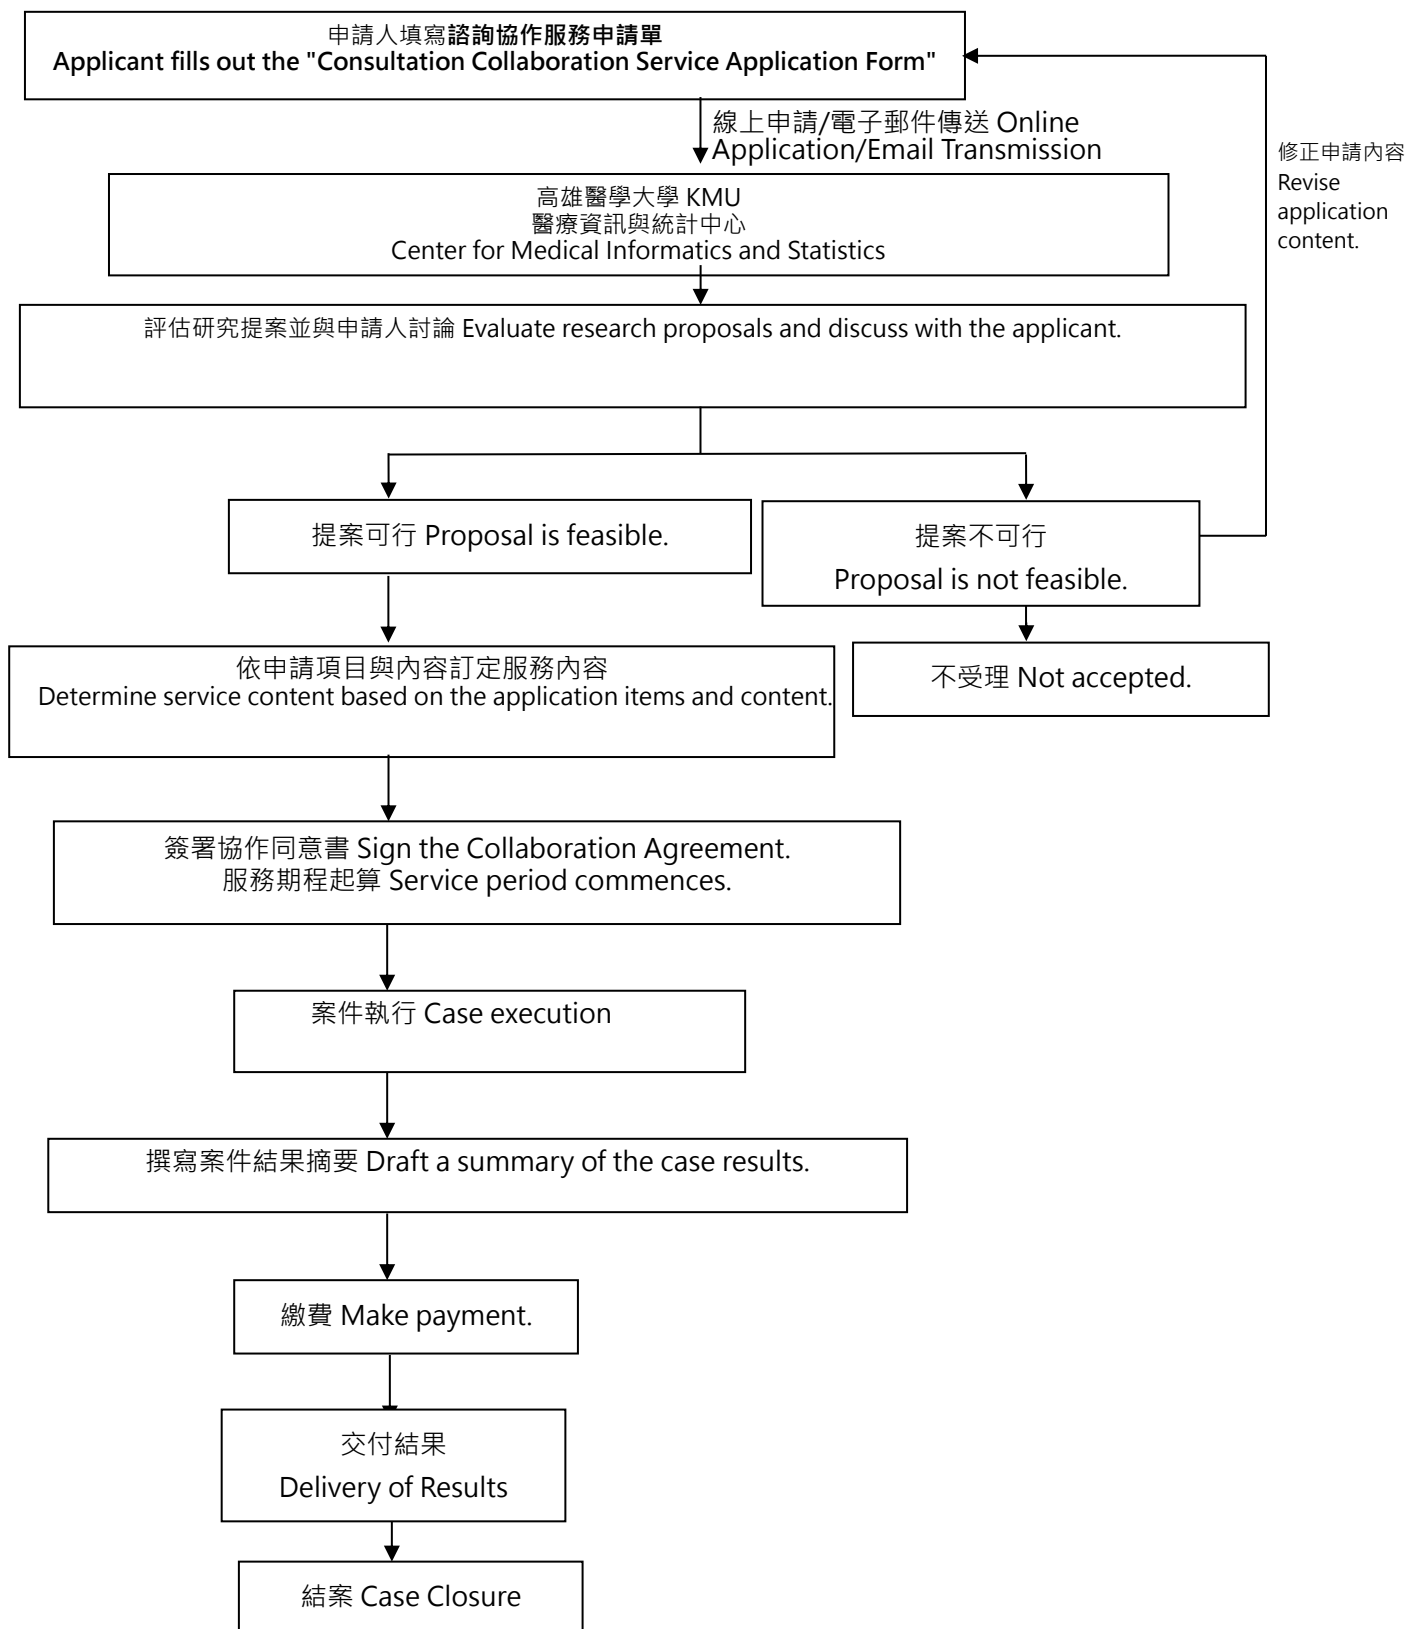 申請人填寫諮詢協作服務申請單
Applicant fills out the "Consultation Collaboration Service Application Form"
線上申請/電子郵件傳送 Online
Application/Email Transmission
修正申請內容
Revise
application
content.
高雄醫學大學 KMU
醫療資訊與統計中心
Center for Medical Informatics and Statistics
評估研究提案並與申請人討論 Evaluate research proposals and discuss with the applicant.
提案可行 Proposal is feasible.
提案不可行
Proposal is not feasible.
依申請項目與內容訂定服務內容
Determine service content based on the application items and content.
不受理 Not accepted.
簽署協作同意書 Sign the Collaboration Agreement.
服務期程起算 Service period commences.
案件執行 Case execution
撰寫案件結果摘要 Draft a summary of the case results.
繳費 Make payment.
交付結果
Delivery of Results
結案 Case Closure